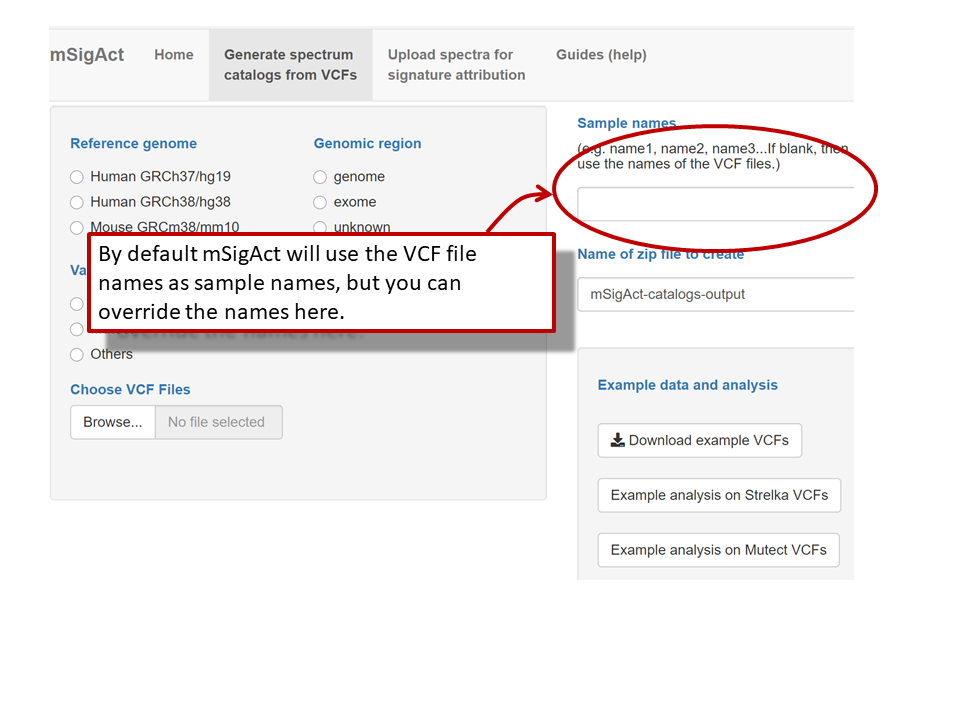 mSigAct
Home
Generate spectrum
catalogs from VCFs
Upload spectra for
signature attribution
Guides (help)
Reference genome
Human GRCh37/hg19
Human GRCh38/hg38
Mouse GRCm38/mm10
Genomic region
genome
exome
unknown
Va
By default mSigAct will use the VCF file
names as sample names, but you can
override the names here.
Others
Choose VCF Files
Browse...
No file selected
Sample names
(e.g. name1, name2, name3...If blank, then
use the names of the VCF files.)
Name of zip file to create
mSigAct-catalogs-output
Example data and analysis
Download example VCFs
Example analysis on Strelka VCFs
Example analysis on Mutect VCFs